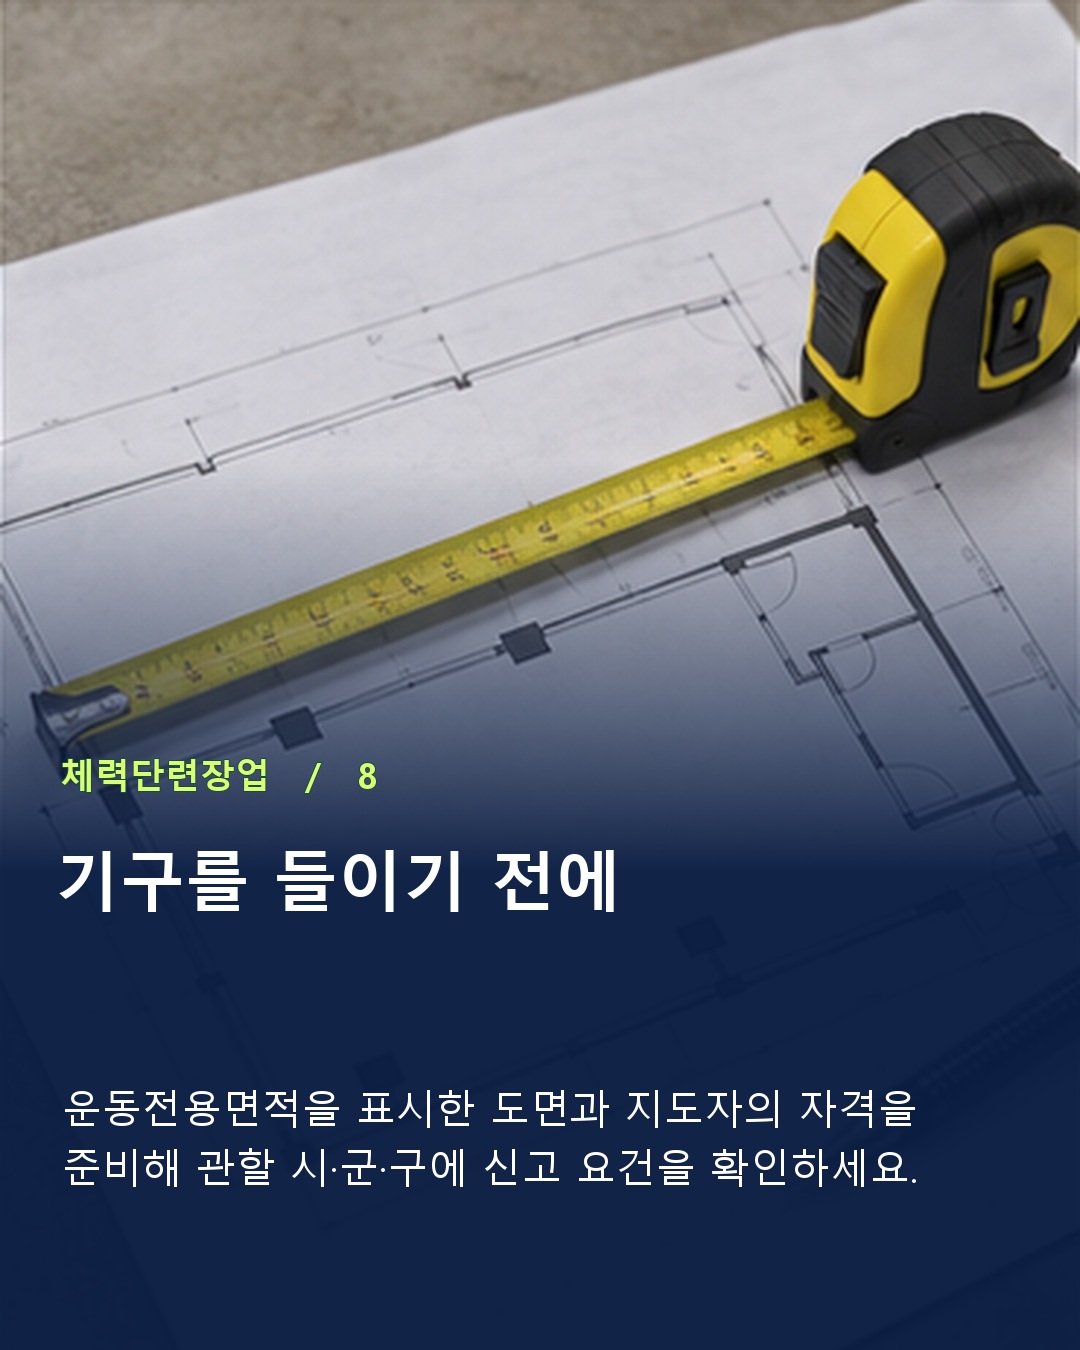 체력단련장업 / 8
기구를 들이기 전에
운동전용면적을 표시한 도면과 지도자의 자격을
준비해 관할 시·군·구에 신고 요건을 확인하세요.